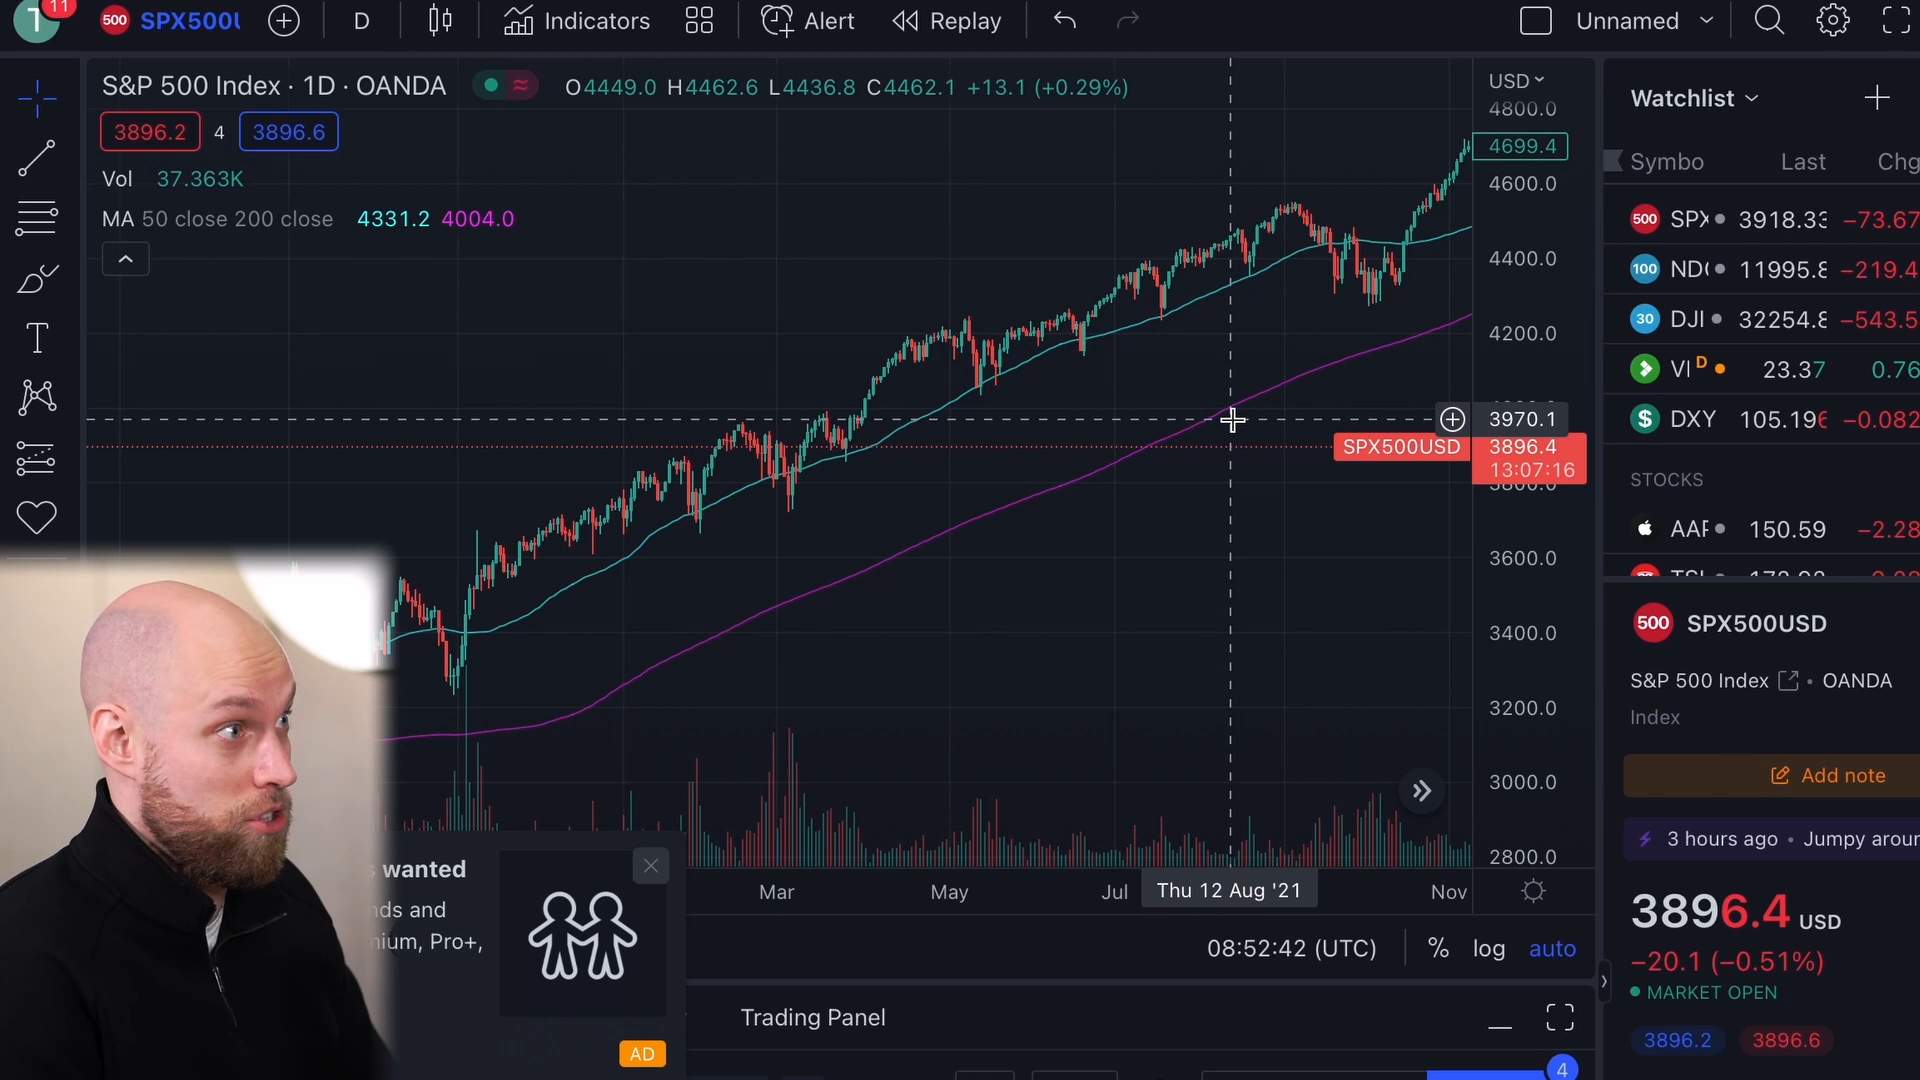 T 11 500 SPX500U D Indicators Alert Replay Unnamed
S&P 500 Index · 1D · OANDA O4449.0 H4462.6 L4436.8 C4462.1 +13.1 (+0.29%)
3896.2 4 3896.6
Vol 37.363K
MA 50 close 200 close 4331.2 4004.0
USD
4800.0
4699.4
4600.0
4400.0
4200.0
3970.1
SPX500USD 3896.4
13:07:16
3800.0
3600.0
3400.0
3200.0
3000.0
2800.0
Mar May Jul Thu 12 Aug '21 Nov
08:52:42 (UTC) % log auto
wanted
nds and
nium, Pro+,
AD
Trading Panel
4
Watchlist
Symbo Last Chg
500 SPX 3918.33 −73.67
100 ND 11995.8 −219.4
30 DJI 32254.8 −543.5
VI D 23.37 0.76
$ DXY 105.196 −0.082
STOCKS
AAP 150.59 −2.28
500 SPX500USD
S&P 500 Index • OANDA
Index
Add note
3 hours ago • Jumpy aroun
3896.4 USD
−20.1 (−0.51%)
MARKET OPEN
3896.2 3896.6